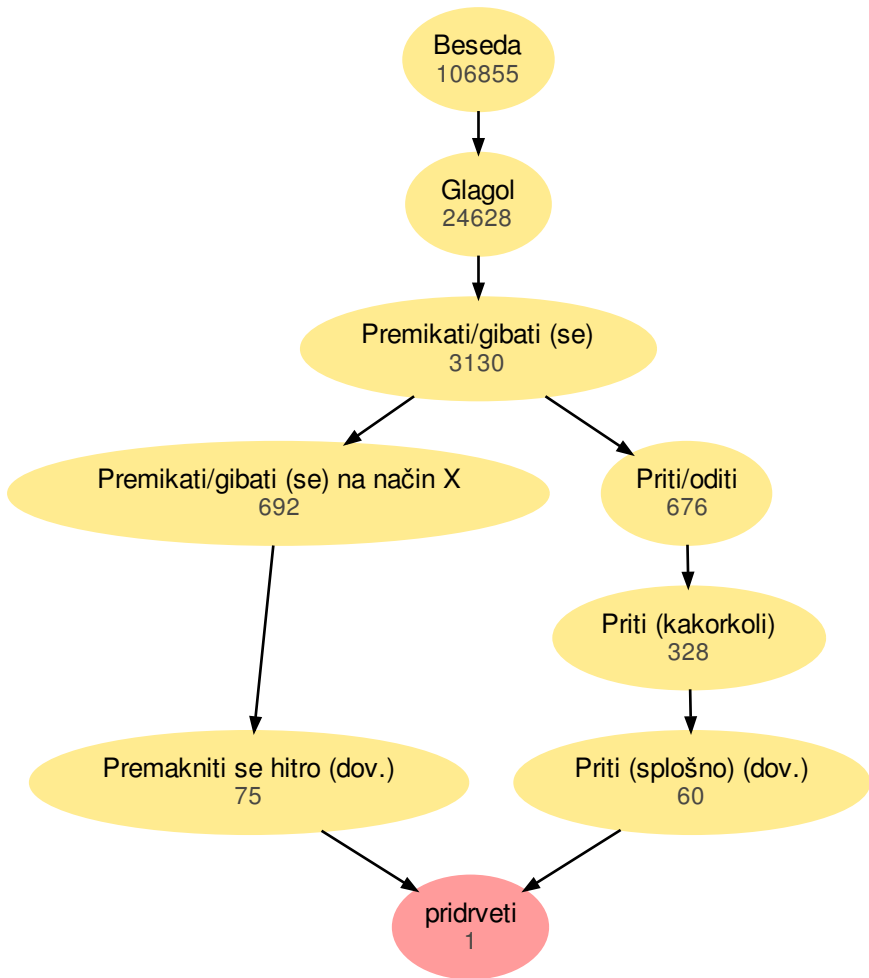 Beseda
106855
Glagol
24628
Premikati/gibati (se)
3130
Premikati/gibati (se) na način X
692
Priti/oditi
676
Priti (kakorkoli)
328
Premakniti se hitro (dov.)
75
Priti (splošno) (dov.)
60
pridrveti
1